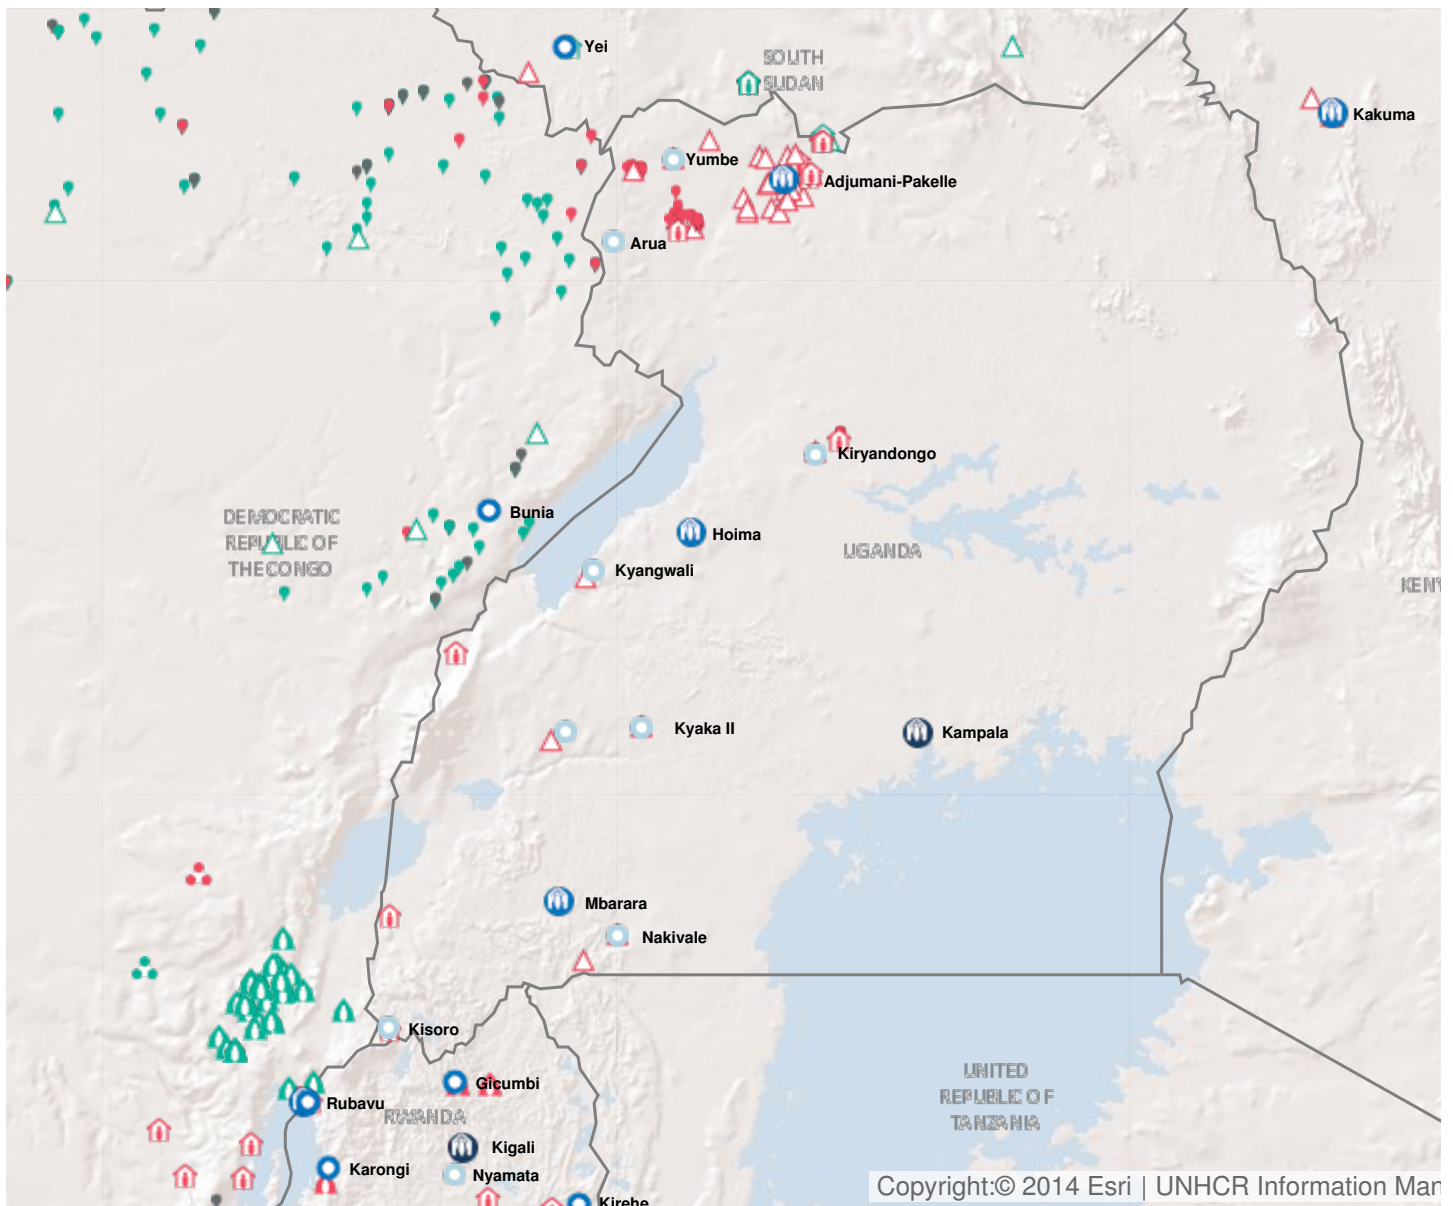 Yei
SOUTH
SUDAN
Kakuma
Yumbe
Adjumani-Pakelle
Arua
Kiryandongo
DEMOCRATIC
REPUBLIC OF
THE CONGO
Bunia
Hoima
UGANDA
Kyangwali
KENY
Kyaka II
Kampala
Mbarara
Nakivale
Kisoro
Gicumbi
UNITED
REPUBLIC OF
TANZANIA
Rubavu
RWANDA
Kigali
Karongi
Nyamata
Kirehe
Copyright:© 2014 Esri | UNHCR Information Man